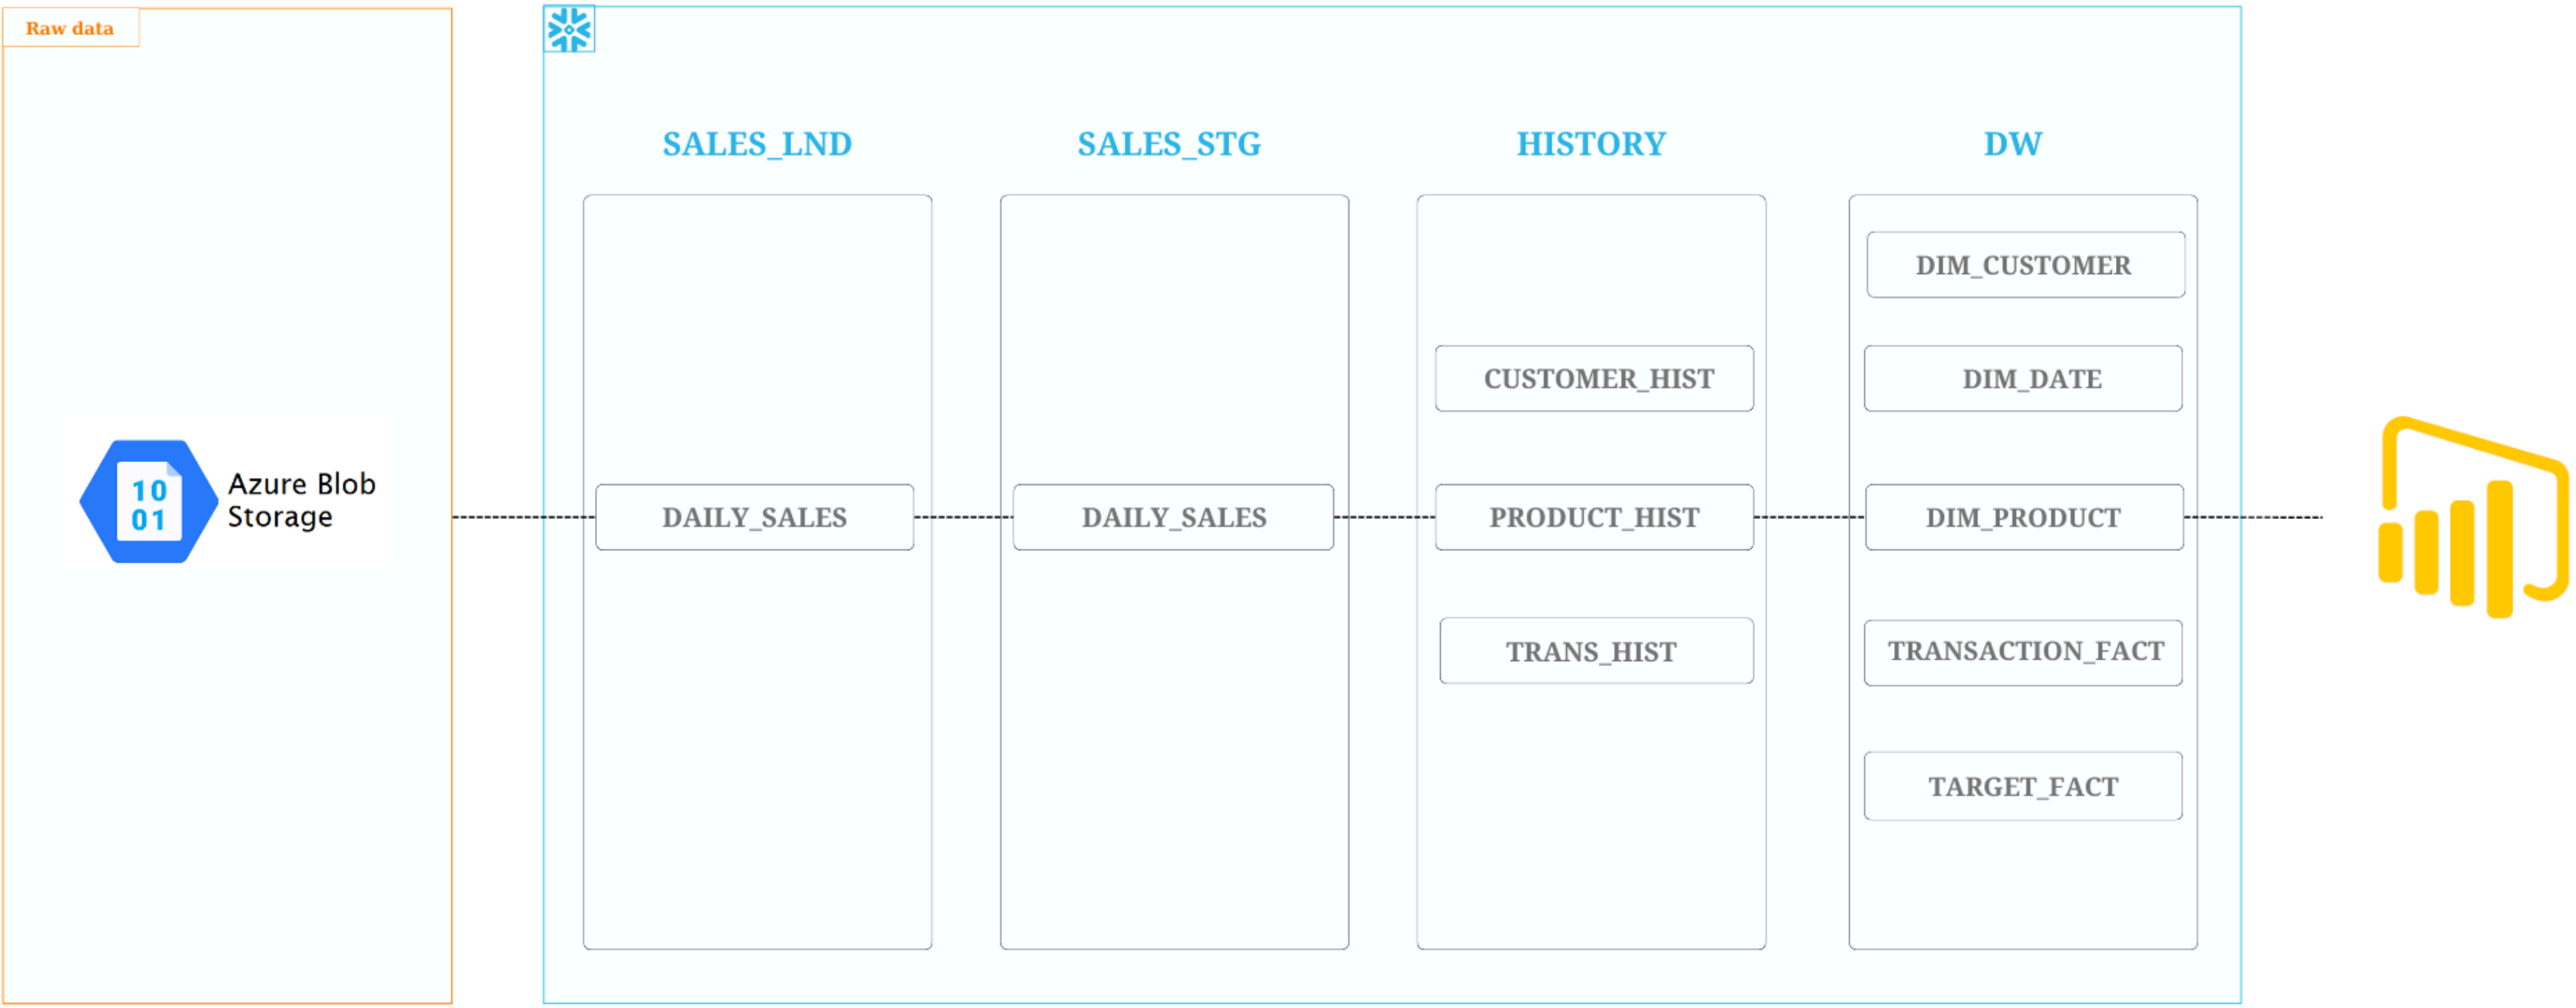 Raw data
10
01
Azure Blob
Storage
SALES_LND
DAILY_SALES
SALES_STG
DAILY_SALES
HISTORY
CUSTOMER_HIST
PRODUCT_HIST
TRANS_HIST
DW
DIM_CUSTOMER
DIM_DATE
DIM_PRODUCT
TRANSACTION_FACT
TARGET_FACT